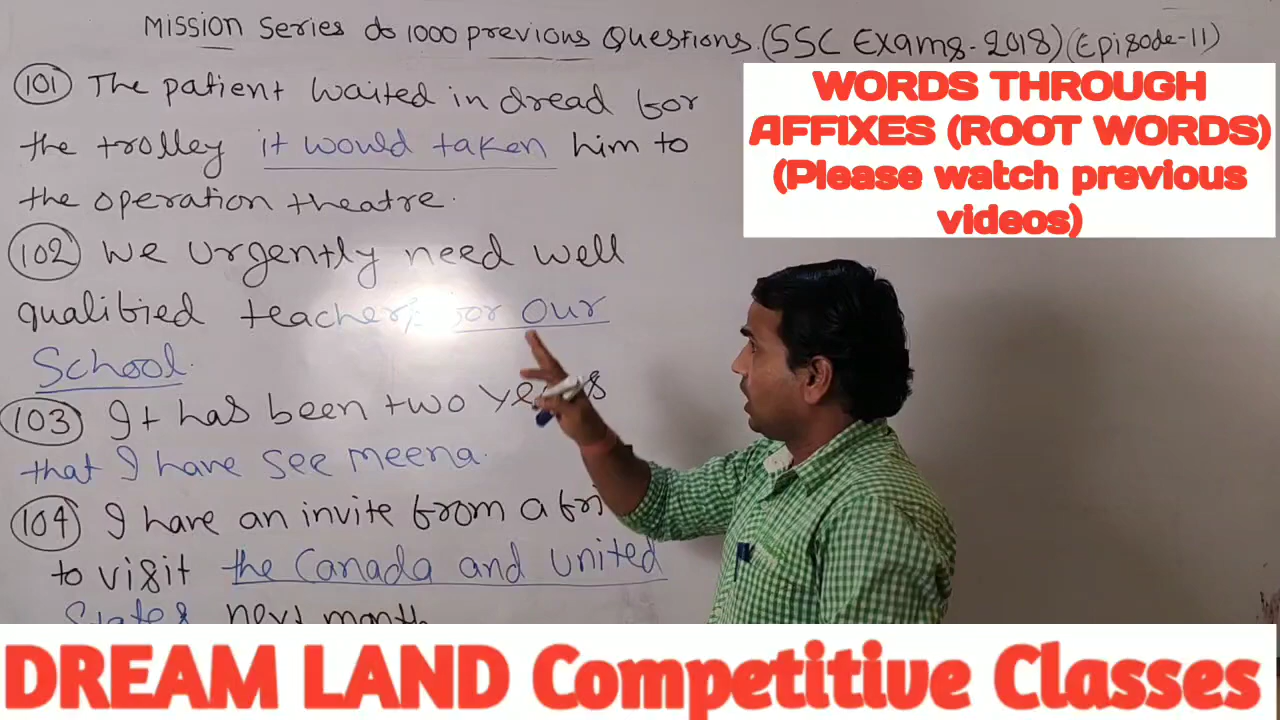 Mission Series do 1000 previous Questions.(SSC Exams-2018)(Episode-11)
WORDS THROUGH
AFFIXES (ROOT WORDS)
(Please watch previous
videos)
101 The patient waited in dread for
the trolley it would taken him to
the operation theatre.
102 We urgently need well
qualified teachers for our
School.
103 It has been two years
that I have see meena.
104 I have an invite from a
to visit the Canada and united
States next month
DREAM LAND Competitive Classes